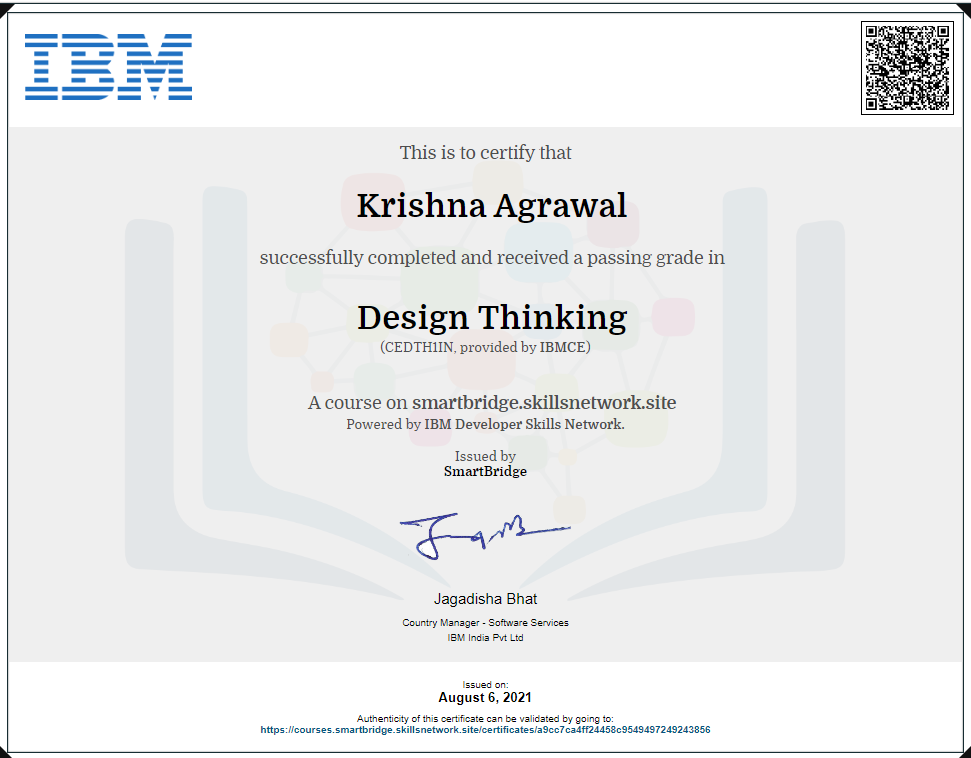 IBM
This is to certify that
Krishna Agrawal
successfully completed and received a passing grade in
Design Thinking
(CEDTH1IN, provided by IBMCE)
A course on smartbridge.skillsnetwork.site
Powered by IBM Developer Skills Network.
Issued by
SmartBridge
Jagadisha Bhat
Country Manager - Software Services
IBM India Pvt Ltd
Issued on:
August 6, 2021
Authenticity of this certificate can be validated by going to:
https://courses.smartbridge.skillsnetwork.site/certificates/a9cc7ca4ff24458c9549497249243856